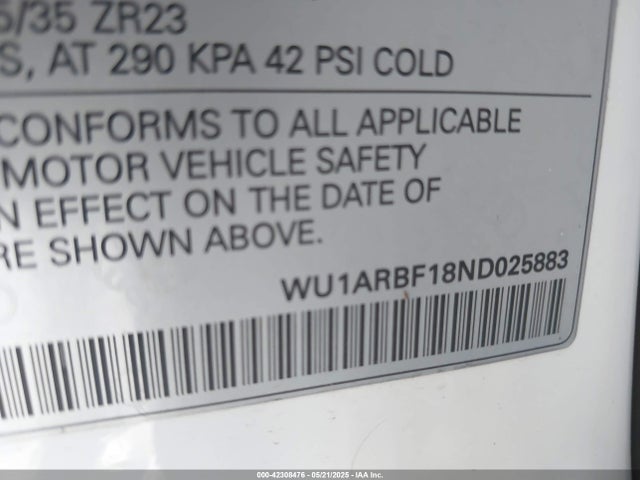 5/35 ZR23
S, AT 290 KPA 42 PSI COLD
CONFORMS TO ALL APPLICABLE
MOTOR VEHICLE SAFETY
N EFFECT ON THE DATE OF
RE SHOWN ABOVE.
WU1ARBF18ND025883
000-42308476 - 05/21/2025 - IAA Inc.